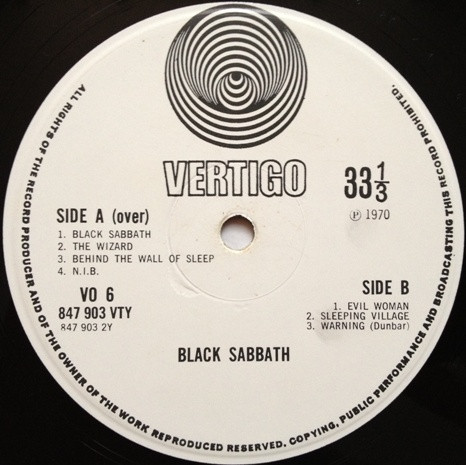 VERTIGO
33 1/3
Ⓟ 1970
SIDE A (over)
1. BLACK SABBATH
2. THE WIZARD
3. BEHIND THE WALL OF SLEEP
4. N.I.B.
VO 6
847 903 VTY
847 903 2Y
SIDE B
1. EVIL WOMAN
2. SLEEPING VILLAGE
3. WARNING (Dunbar)
BLACK SABBATH
ALL RIGHTS OF THE RECORD PRODUCER AND OF THE OWNER OF THE WORK REPRODUCED RESERVED. COPYING, PUBLIC PERFORMANCE AND BROADCASTING THIS RECORD PROHIBITED.